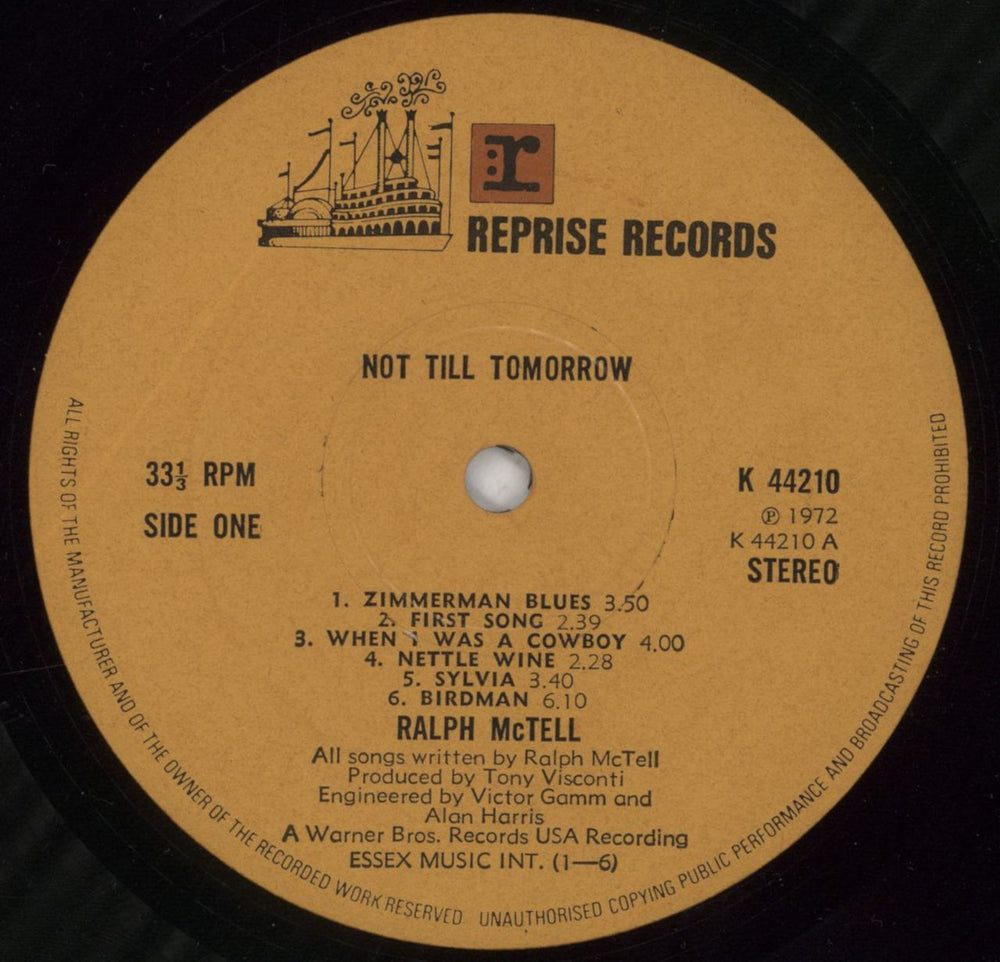 r
REPRISE RECORDS
NOT TILL TOMORROW
33⅓ RPM
SIDE ONE
K 44210
℗ 1972
K 44210 A
STEREO
1. ZIMMERMAN BLUES 3.50
2. FIRST SONG 2.39
3. WHEN I WAS A COWBOY 4.00
4. NETTLE WINE 2.28
5. SYLVIA 3.40
6. BIRDMAN 6.10
RALPH McTELL
All songs written by Ralph McTell
Produced by Tony Visconti
Engineered by Victor Gamm and
Alan Harris
A Warner Bros. Records USA Recording
ESSEX MUSIC INT. (1—6)
ALL RIGHTS OF THE MANUFACTURER AND OF THE OWNER OF THE RECORDED WORK RESERVED UNAUTHORISED COPYING PUBLIC PERFORMANCE AND BROADCASTING OF THIS RECORD PROHIBITED